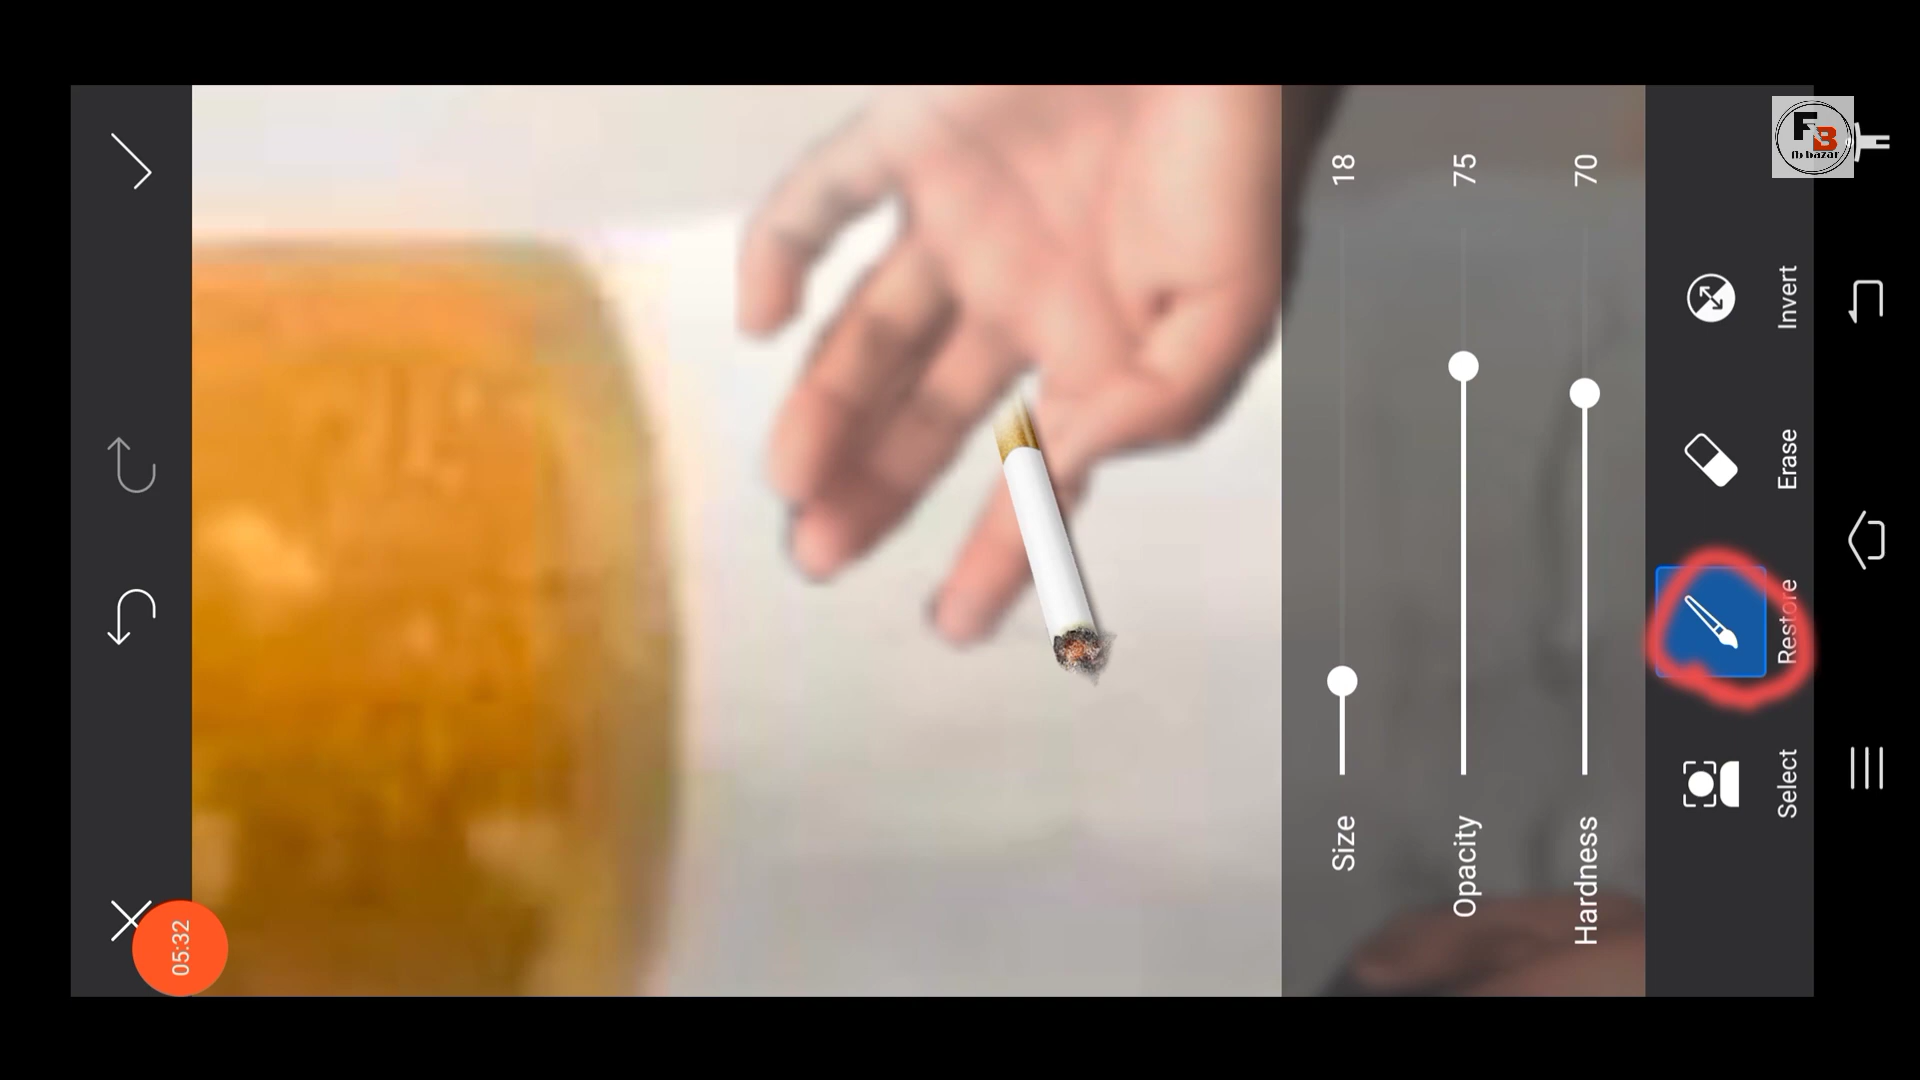 FB
fb bazar
Size
18
Opacity
75
Hardness
70
Select
Restore
Erase
Invert
05:32